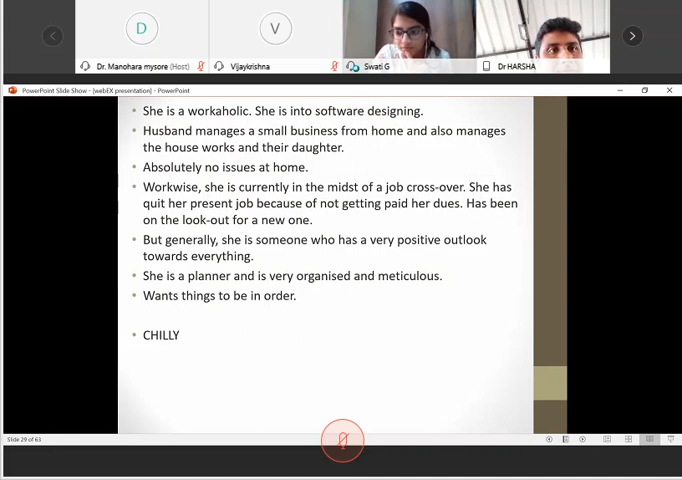 D
V
Dr. Manohara mysore (Host)
Vijaykrishna
Swati G
Dr HARSHA
PowerPoint Slide Show - [webEX presentation] - PowerPoint
• She is a workaholic. She is into software designing.
• Husband manages a small business from home and also manages
the house works and their daughter.
• Absolutely no issues at home.
• Workwise, she is currently in the midst of a job cross-over. She has
quit her present job because of not getting paid her dues. Has been
on the look-out for a new one.
• But generally, she is someone who has a very positive outlook
towards everything.
• She is a planner and is very organised and meticulous.
• Wants things to be in order.
• CHILLY
Slide 29 of 63